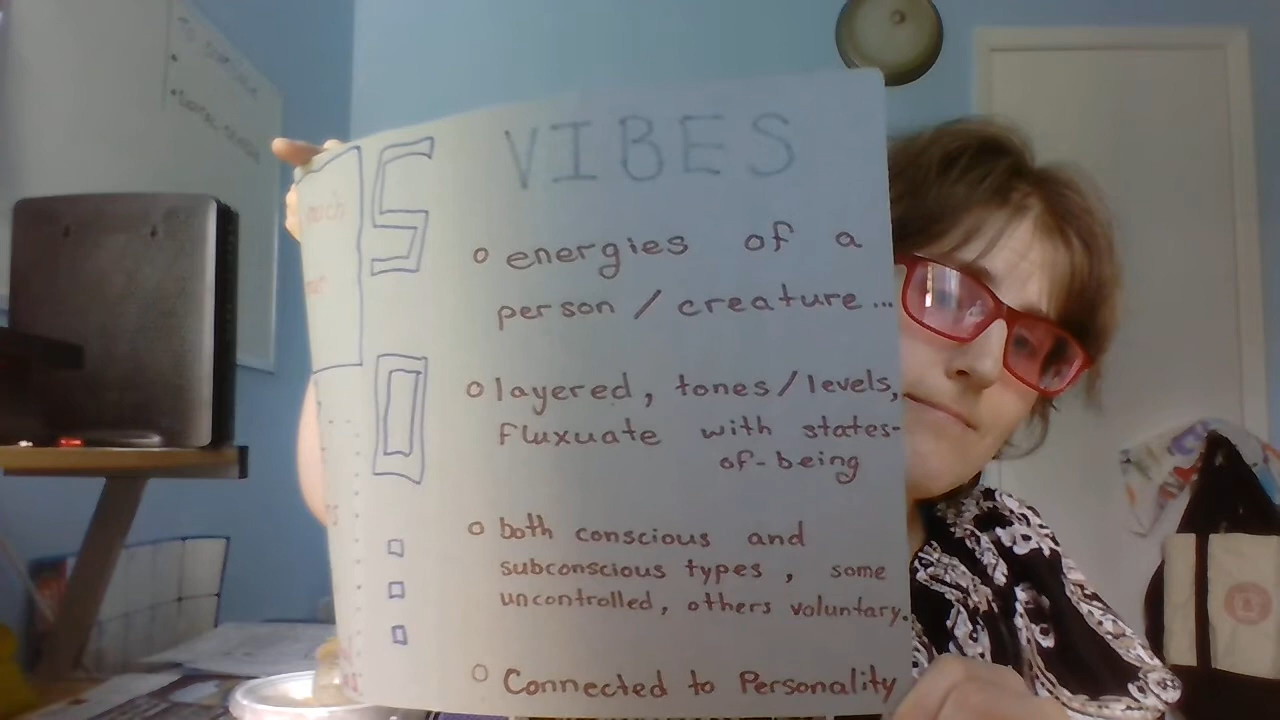 SO...
VIBES
o energies of a
person / creature...
o layered, tones/levels,
fluxuate with states-
of-being
o both conscious and
subconscious types, some
uncontrolled, others voluntary.
o Connected to Personality